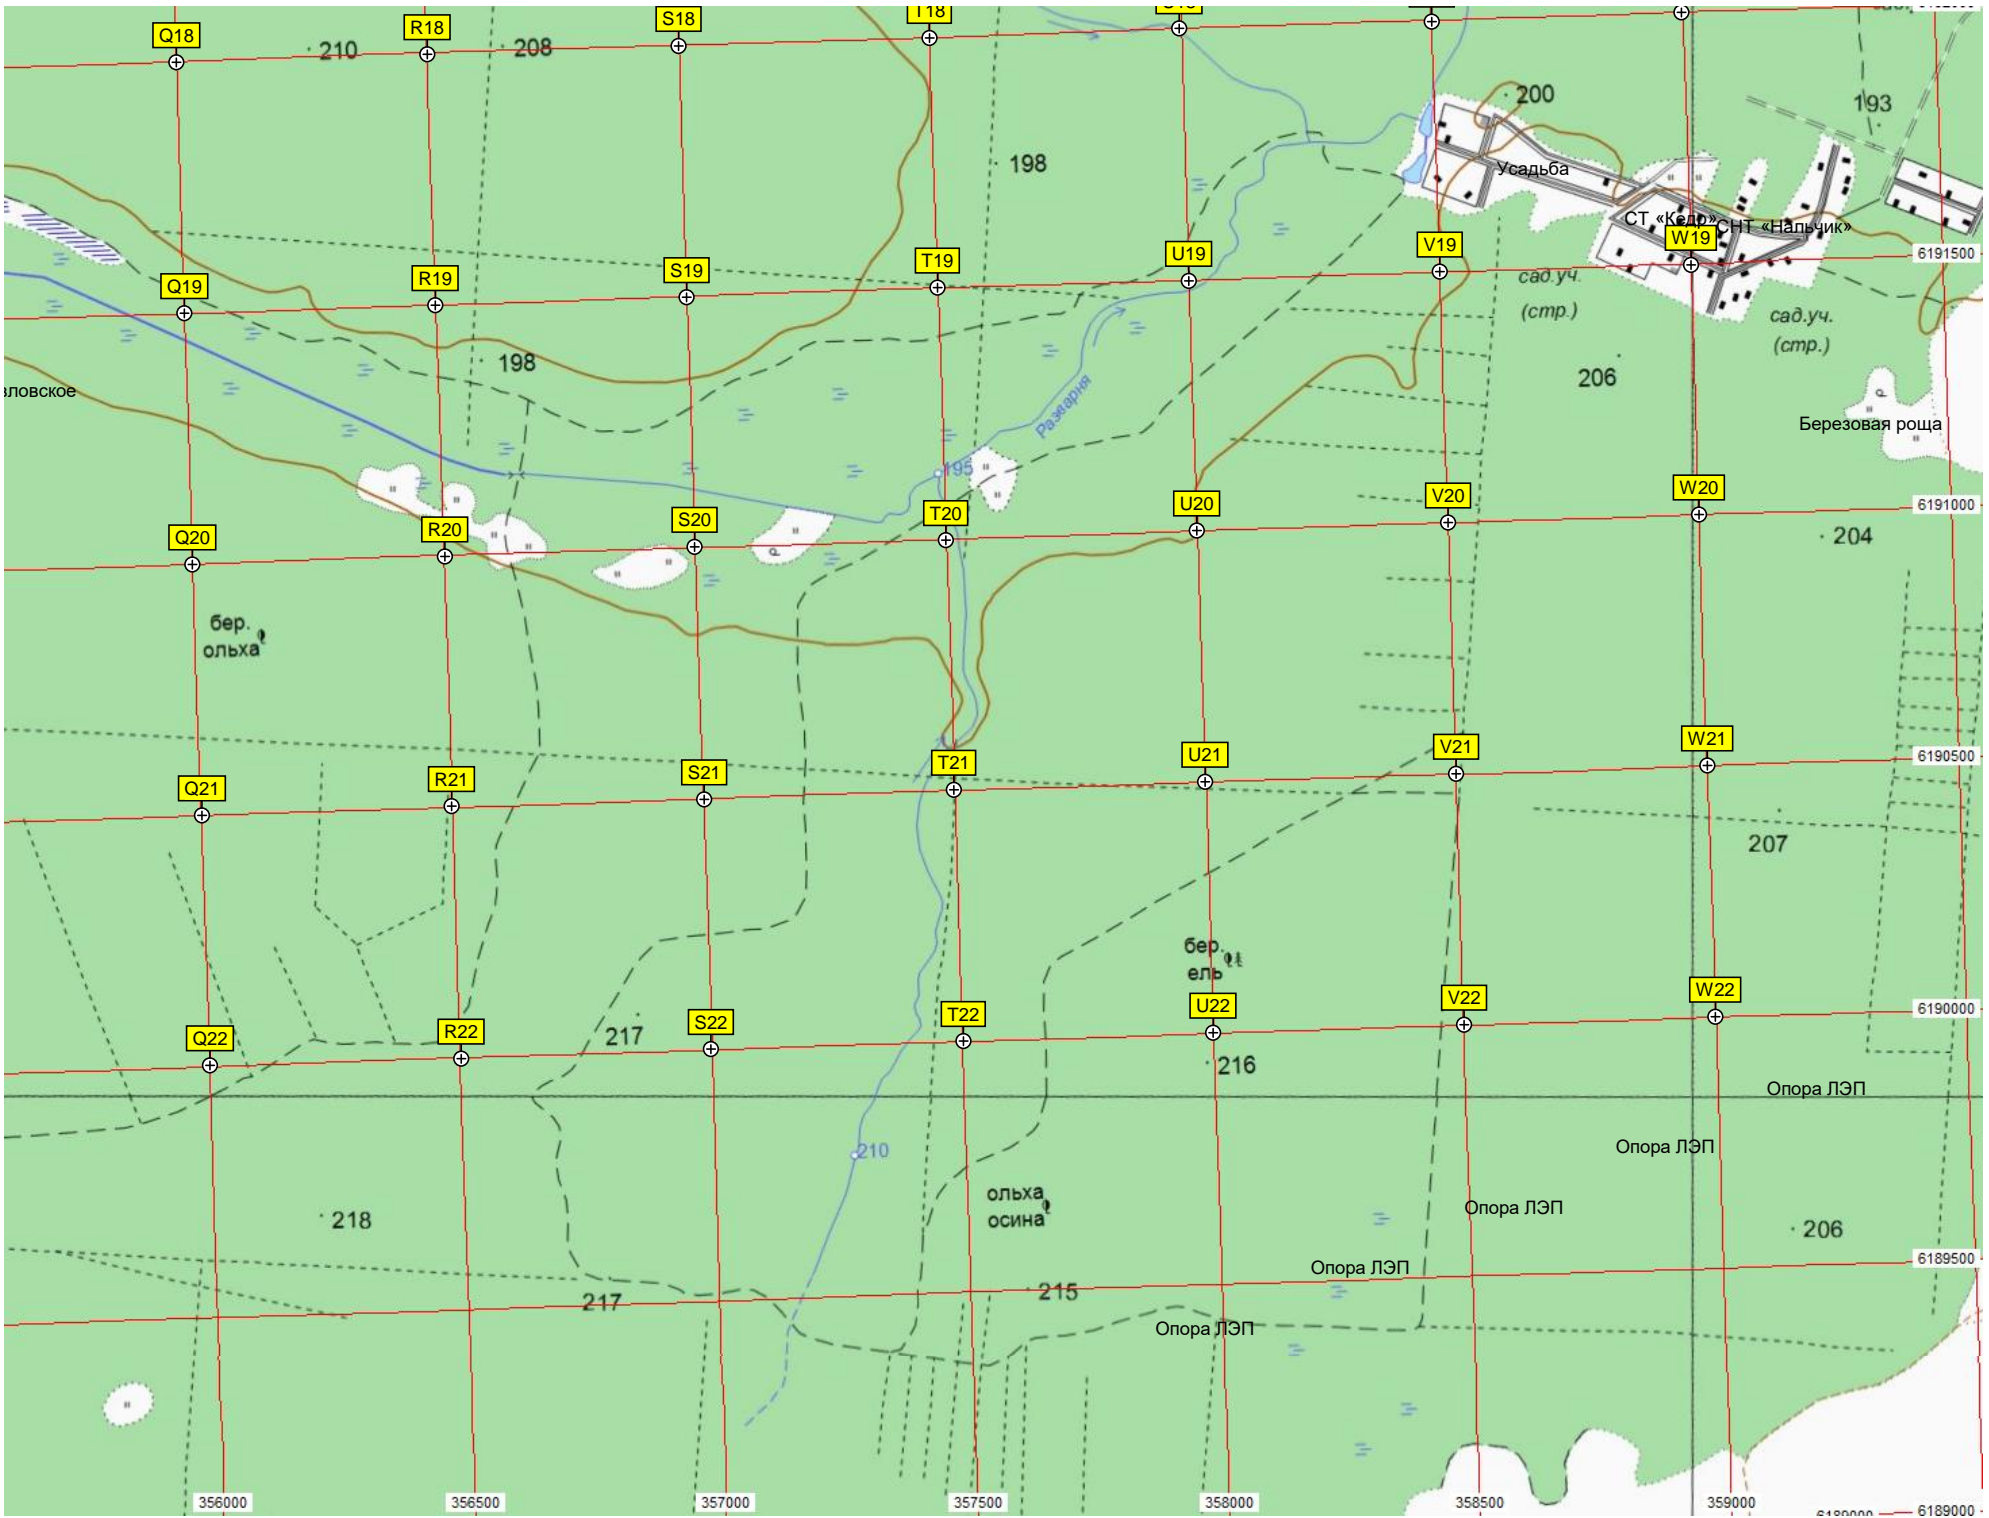 S18
T18
Q18
R18
210
208
200
193
198
Усадьба
СТ «Кедр»
СНТ «Нальчик»
W19
V19
U19
T19
S19
R19
Q19
6191500
сад.уч.
(стр.)
сад.уч.
(стр.)
198
206
Разварня
Березовая роща
195
W20
V20
U20
T20
S20
R20
Q20
6191000
204
бер.
ольха
W21
V21
U21
T21
S21
R21
Q21
6190500
207
бер.
ель
W22
V22
U22
T22
S22
R22
Q22
6190000
217
216
Опора ЛЭП
Опора ЛЭП
210
ольха
осина
Опора ЛЭП
218
206
6189500
Опора ЛЭП
217
215
Опора ЛЭП
356000
356500
357000
357500
358000
358500
359000
6189000
6189000